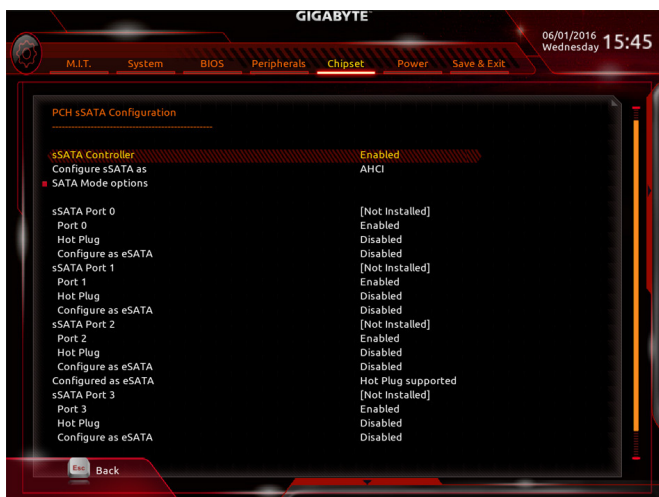 GIGABYTE™
06/01/2016
Wednesday
15:45
M.I.T. System BIOS Peripherals Chipset Power Save & Exit
PCH sSATA Configuration
------------------------------------------------------
sSATA Controller Enabled
Configure sSATA as AHCI
SATA Mode options
sSATA Port 0 [Not Installed]
Port 0 Enabled
Hot Plug Disabled
Configure as eSATA Disabled
sSATA Port 1 [Not Installed]
Port 1 Enabled
Hot Plug Disabled
Configure as eSATA Disabled
sSATA Port 2 [Not Installed]
Port 2 Enabled
Hot Plug Disabled
Configure as eSATA Disabled
Configured as eSATA Hot Plug supported
sSATA Port 3 [Not Installed]
Port 3 Enabled
Hot Plug Disabled
Configure as eSATA Disabled
Esc Back